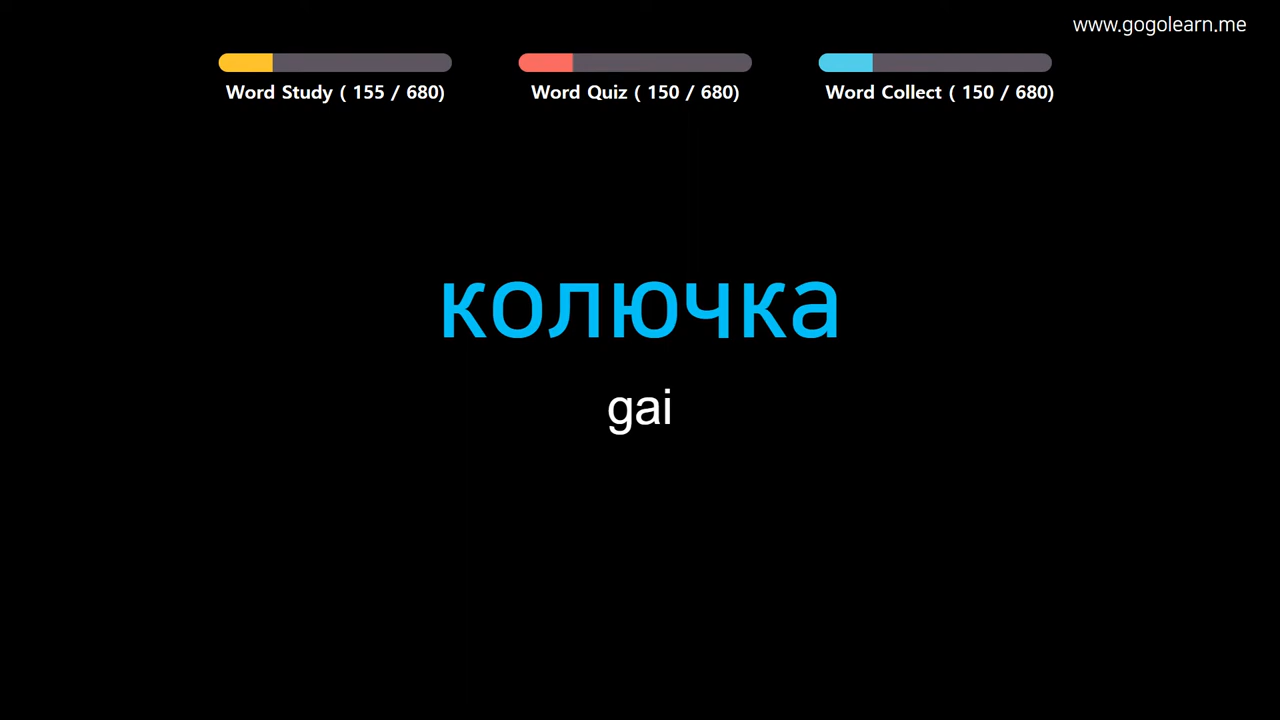 www.gogolearn.me
Word Study ( 155 / 680)
Word Quiz ( 150 / 680)
Word Collect ( 150 / 680)
колючка
gai